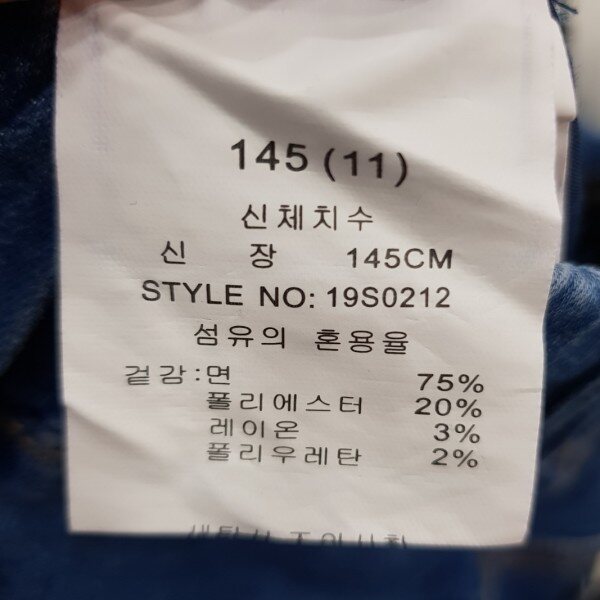 145 (11)
신체치수
신 장 145CM
STYLE NO: 19S0212
섬유의 혼용율
겉감:면 75%
폴리에스터 20%
레이온 3%
폴리우레탄 2%